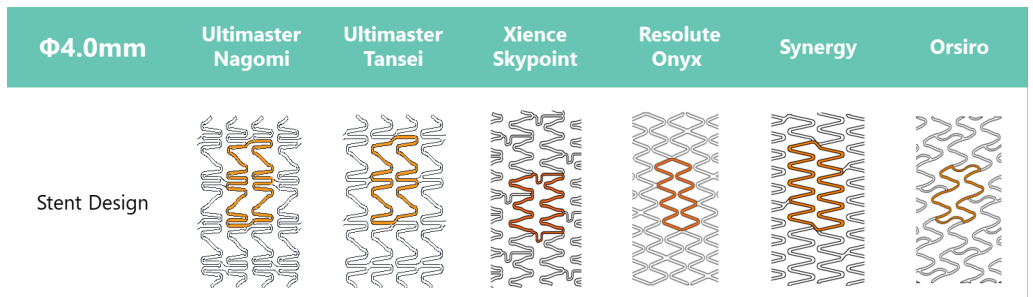 Φ4.0mm
Ultimaster
Nagomi
Ultimaster
Tansei
Xience
Skypoint
Resolute
Onyx
Synergy
Orsiro
Stent Design